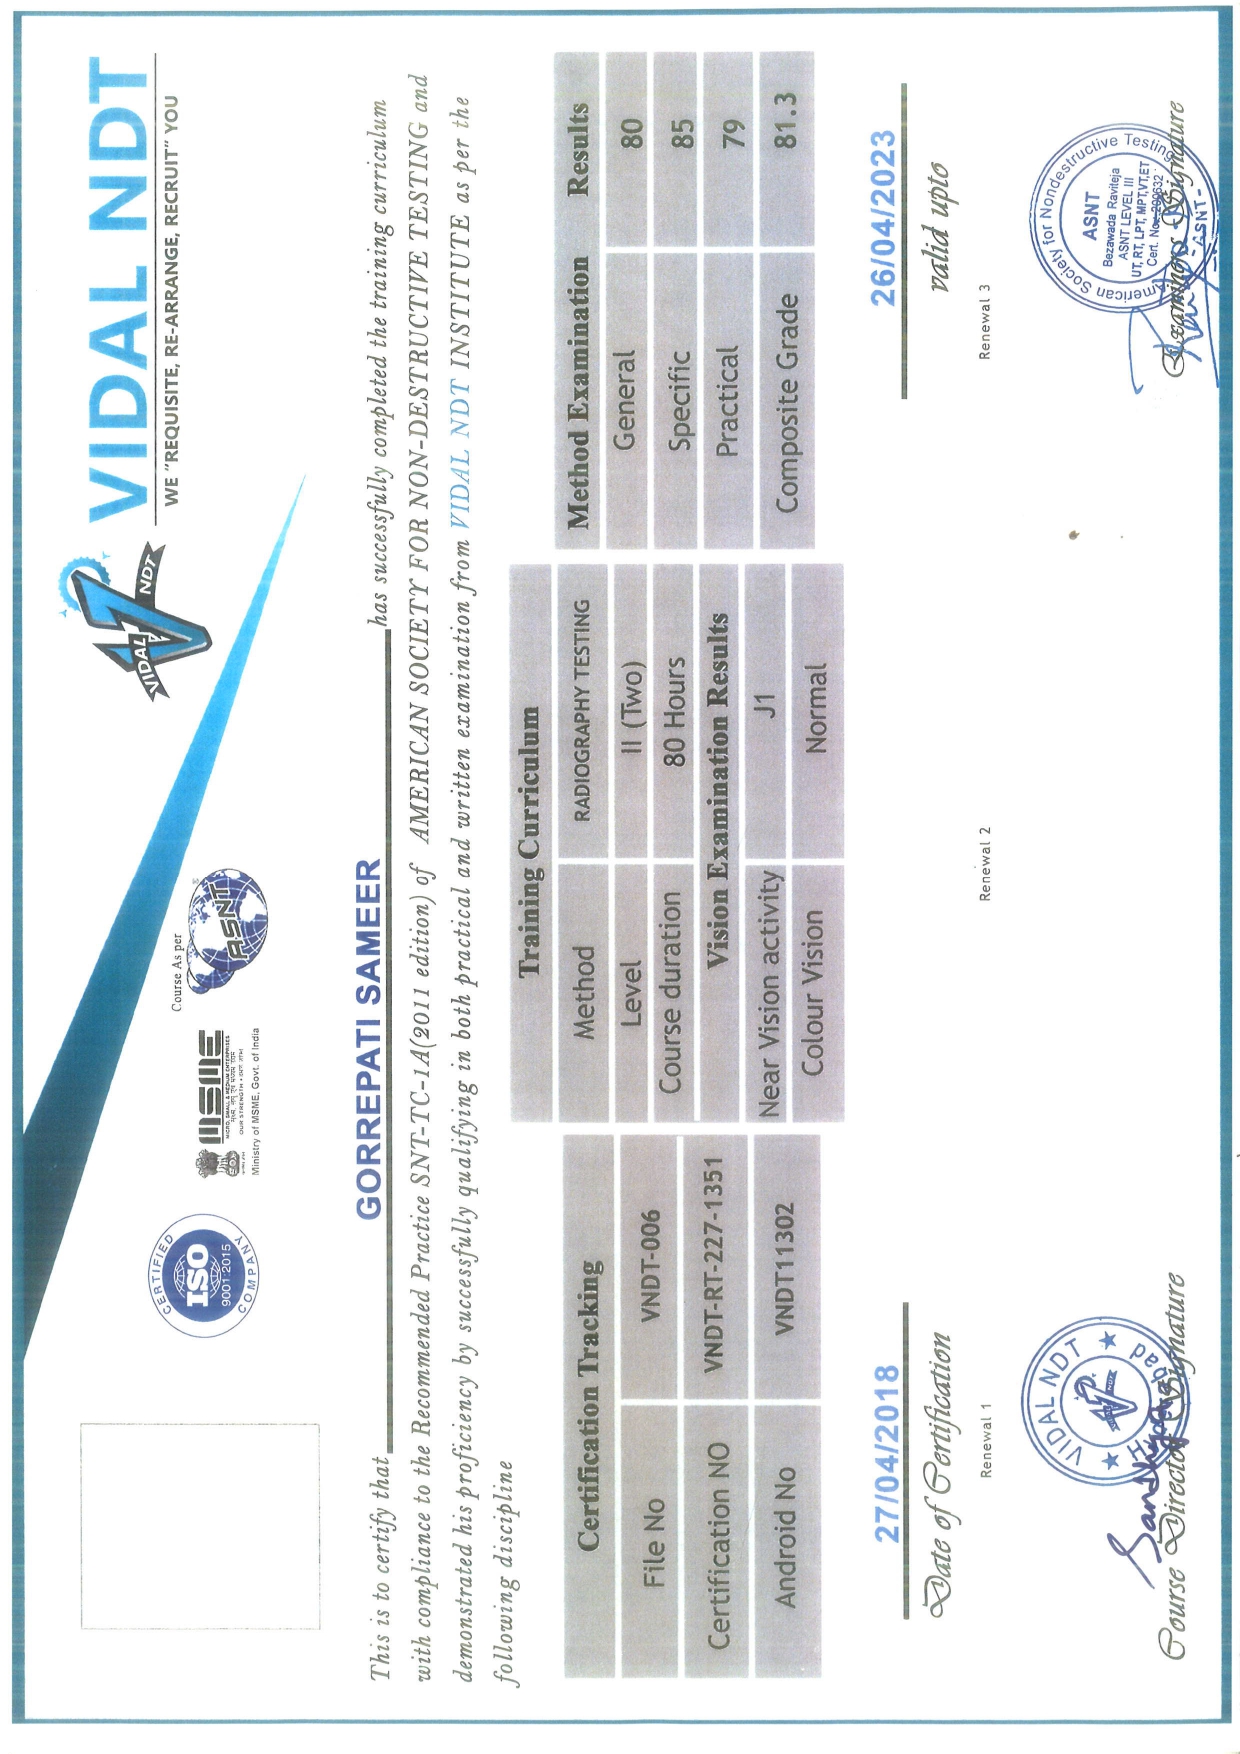 VIDAL NDT
WE "REQUISITE, RE-ARRANGE, RECRUIT" YOU
VIDAL
NDT
CERTIFIED
ISO
9001:2015
COMPANY
MSME
MICRO, SMALL & MEDIUM ENTERPRISES
OUR STRENGTH •
Ministry of MSME, Govt. of India
Course As per
ASNT
This is to certify that GORREPATI SAMEER has successfully completed the training curriculum
with compliance to the Recommended Practice SNT-TC-1A(2011 edition) of AMERICAN SOCIETY FOR NON-DESTRUCTIVE TESTING and
demonstrated his proficiency by successfully qualifying in both practical and written examination from VIDAL NDT INSTITUTE as per the
following discipline
Certification Tracking
File No VNDT-006
Certification NO VNDT-RT-227-1351
Android No VNDT11302
Training Curriculum
Method RADIOGRAPHY TESTING
Level II (Two)
Course duration 80 Hours
Vision Examination Results
Near Vision activity J1
Colour Vision Normal
Method Examination Results
General 80
Specific 85
Practical 79
Composite Grade 81.3
27/04/2018
Date of Certification
26/04/2023
valid upto
Renewal 1
Renewal 2
Renewal 3
VIDAL NDT
NDT
Hyderabad
Course Director Signature
American Society for Nondestructive Testing
ASNT
Bezawada Raviteja
ASNT LEVEL III
UT, RT, LPT, MPT,VT,ET
Cert. No. 200632
-ASNT-
Examiners Signature